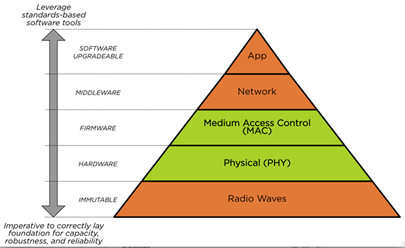 Leverage
standards-based
software tools
SOFTWARE
UPGRADEABLE
App
MIDDLEWARE
Network
FIRMWARE
Medium Access Control
(MAC)
HARDWARE
Physical (PHY)
IMMUTABLE
Radio Waves
Imperative to correctly lay
foundation for capacity,
robustness, and reliability